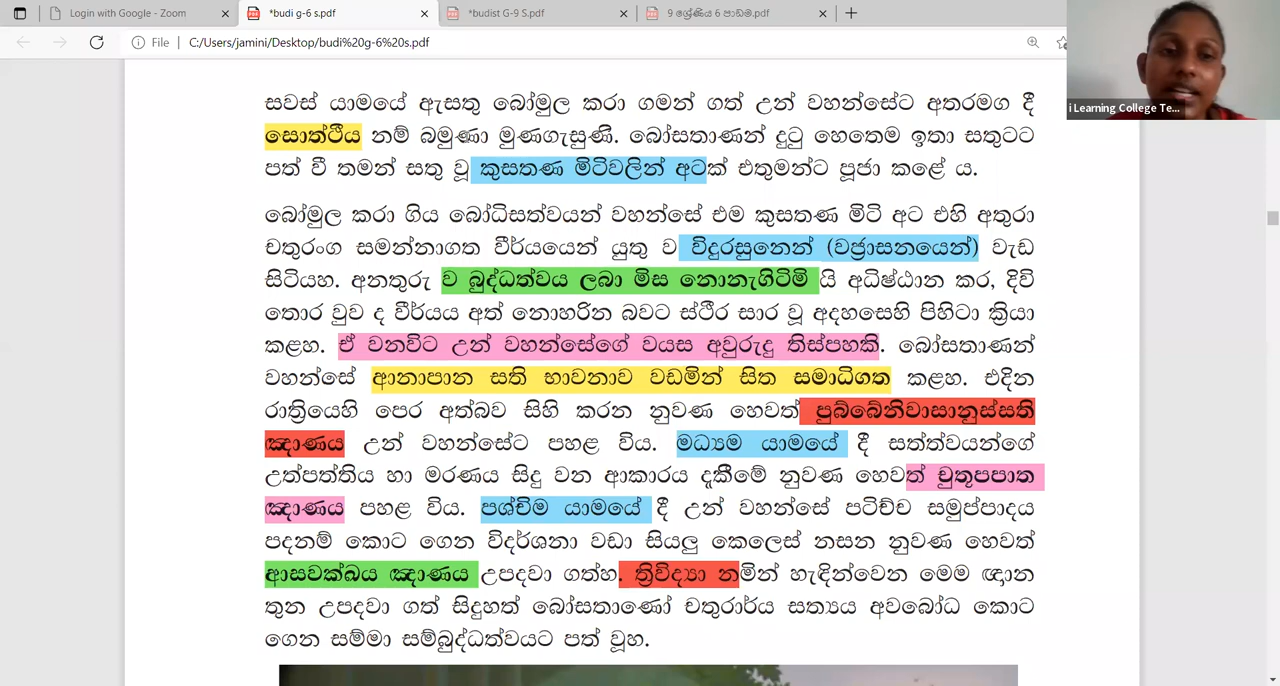 Login with Google - Zoom
*budi g-6 s.pdf
*budist G-9 S.pdf
9 ශ්‍රේණිය 6 පාඩම.pdf
File | C:/Users/jamini/Desktop/budi%20g-6%20s.pdf
i Learning College Te...
සවස් යාමයේ ඇසතු බෝමුල කරා ගමන් ගත් උන් වහන්සේට අතරමග දී
සොත්ථිය නම් බමුණා මුණගැසුණි. බෝසතාණන් දුටු හෙතෙම ඉතා සතුටට
පත් වී තමන් සතු වූ කුසතණ මිටිවලින් අටක් එතුමන්ට පූජා කළේ ය.
බෝමුල කරා ගිය බෝධිසත්වයන් වහන්සේ එම කුසතණ මිටි අට එහි අතුරා
චතුරංග සමන්නාගත වීර්යයෙන් යුතු ව විදුරසුනෙන් (වජ්‍රාසනයෙන්) වැඩ
සිටියහ. අනතුරු ව බුද්ධත්වය ලබා මිස නොනැගිටිමි යි අධිෂ්ඨාන කර, දිවි
තොර වුව ද වීර්යය අත් නොහරින බවට ස්ථිර සාර වූ අදහසෙහි පිහිටා ක්‍රියා
කළහ. ඒ වනවිට උන් වහන්සේගේ වයස අවුරුදු තිස්පහකි. බෝසතාණන්
වහන්සේ ආනාපාන සති භාවනාව වඩමින් සිත සමාධිගත කළහ. එදින
රාත්‍රියෙහි පෙර අත්බව සිහි කරන නුවණ හෙවත් පුබ්බේනිවාසානුස්සති
ඤාණය උන් වහන්සේට පහළ විය. මධ්‍යම යාමයේ දී සත්ත්වයන්ගේ
උත්පත්තිය හා මරණය සිදු වන ආකාරය දැකීමේ නුවණ හෙවත් චුතූපපාත
ඤාණය පහළ විය. පශ්චිම යාමයේ දී උන් වහන්සේ පටිච්ච සමුප්පාදය
පදනම් කොට ගෙන විදර්ශනා වඩා සියලු කෙලෙස් නසන නුවණ හෙවත්
ආසවක්ඛය ඤාණය උපදවා ගත්හ. ත්‍රිවිද්‍යා නමින් හැඳින්වෙන මෙම ඥාන
තුන උපදවා ගත් සිදුහත් බෝසතාණෝ චතුරාර්ය සත්‍යය අවබෝධ කොට
ගෙන සම්මා සම්බුද්ධත්වයට පත් වූහ.